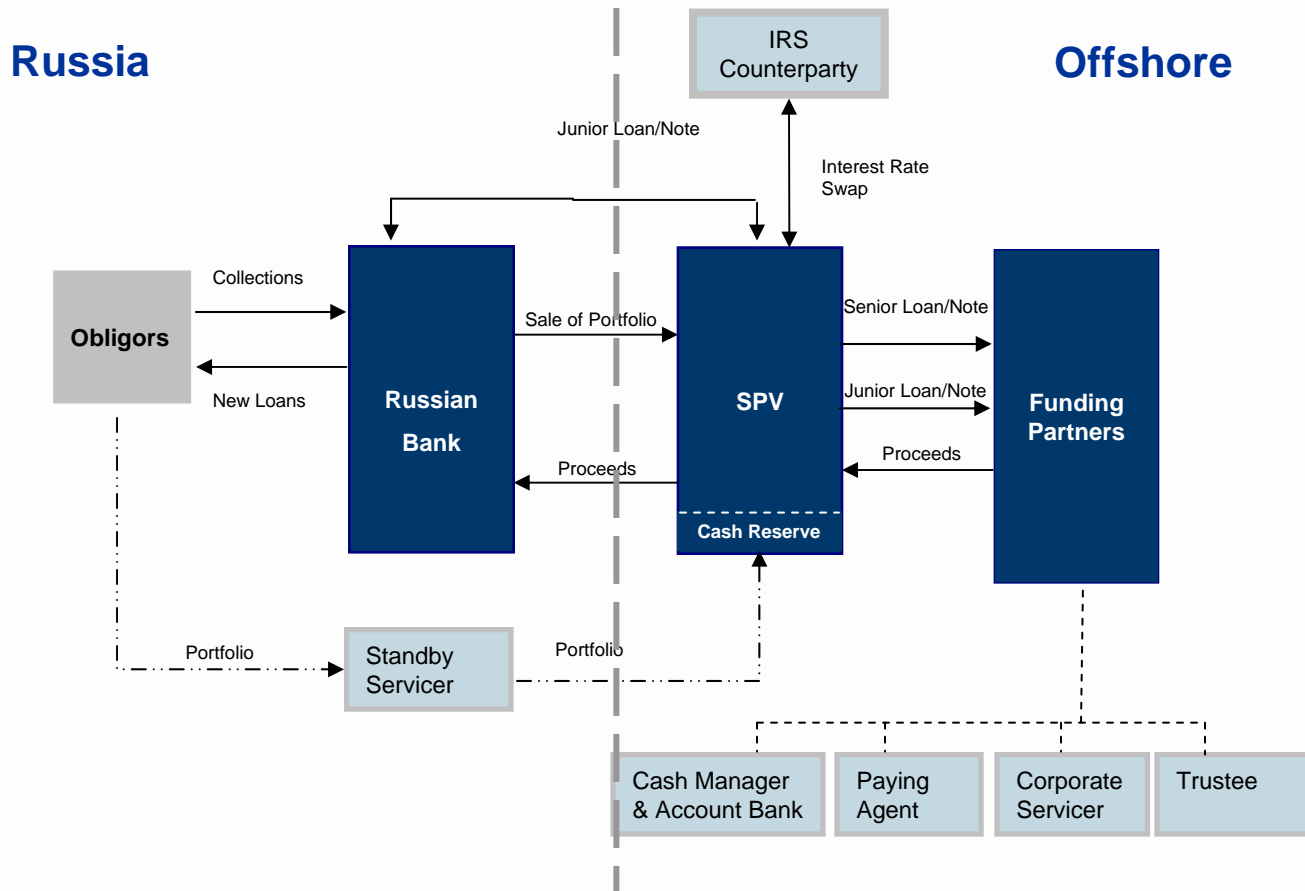 Russia
IRS
Counterparty
Offshore
Junior Loan/Note
Interest Rate
Swap
Collections
Obligors
New Loans
Russian
Bank
Sale of Portfolio
Proceeds
SPV
Cash Reserve
Senior Loan/Note
Junior Loan/Note
Proceeds
Funding
Partners
Portfolio
Standby
Servicer
Portfolio
Cash Manager
& Account Bank
Paying
Agent
Corporate
Servicer
Trustee